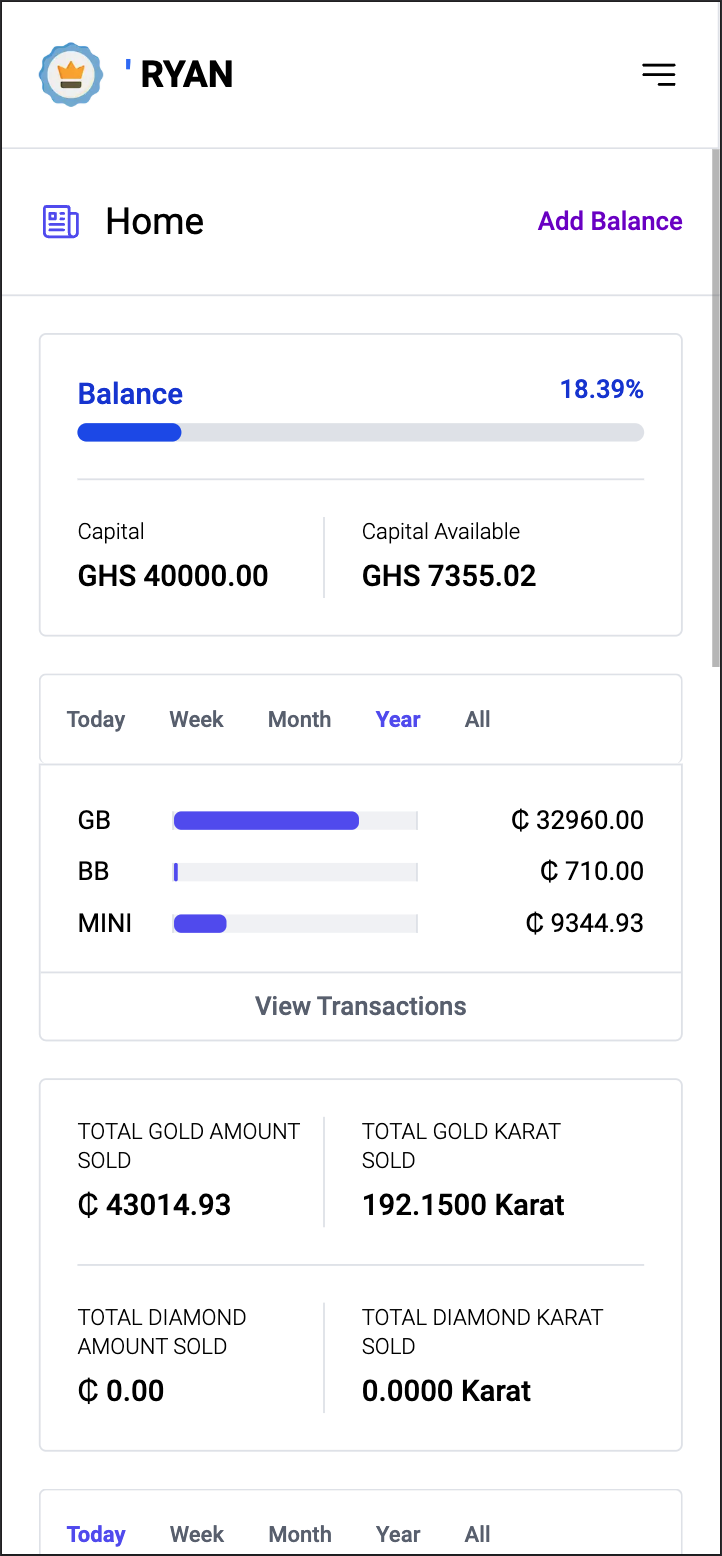 ' RYAN
Home
Add Balance
Balance
18.39%
Capital
Capital Available
GHS 40000.00
GHS 7355.02
Today Week Month Year All
GB ₵ 32960.00
BB ₵ 710.00
MINI ₵ 9344.93
View Transactions
TOTAL GOLD AMOUNT
SOLD
₵ 43014.93
TOTAL GOLD KARAT
SOLD
192.1500 Karat
TOTAL DIAMOND
AMOUNT SOLD
₵ 0.00
TOTAL DIAMOND KARAT
SOLD
0.0000 Karat
Today Week Month Year All